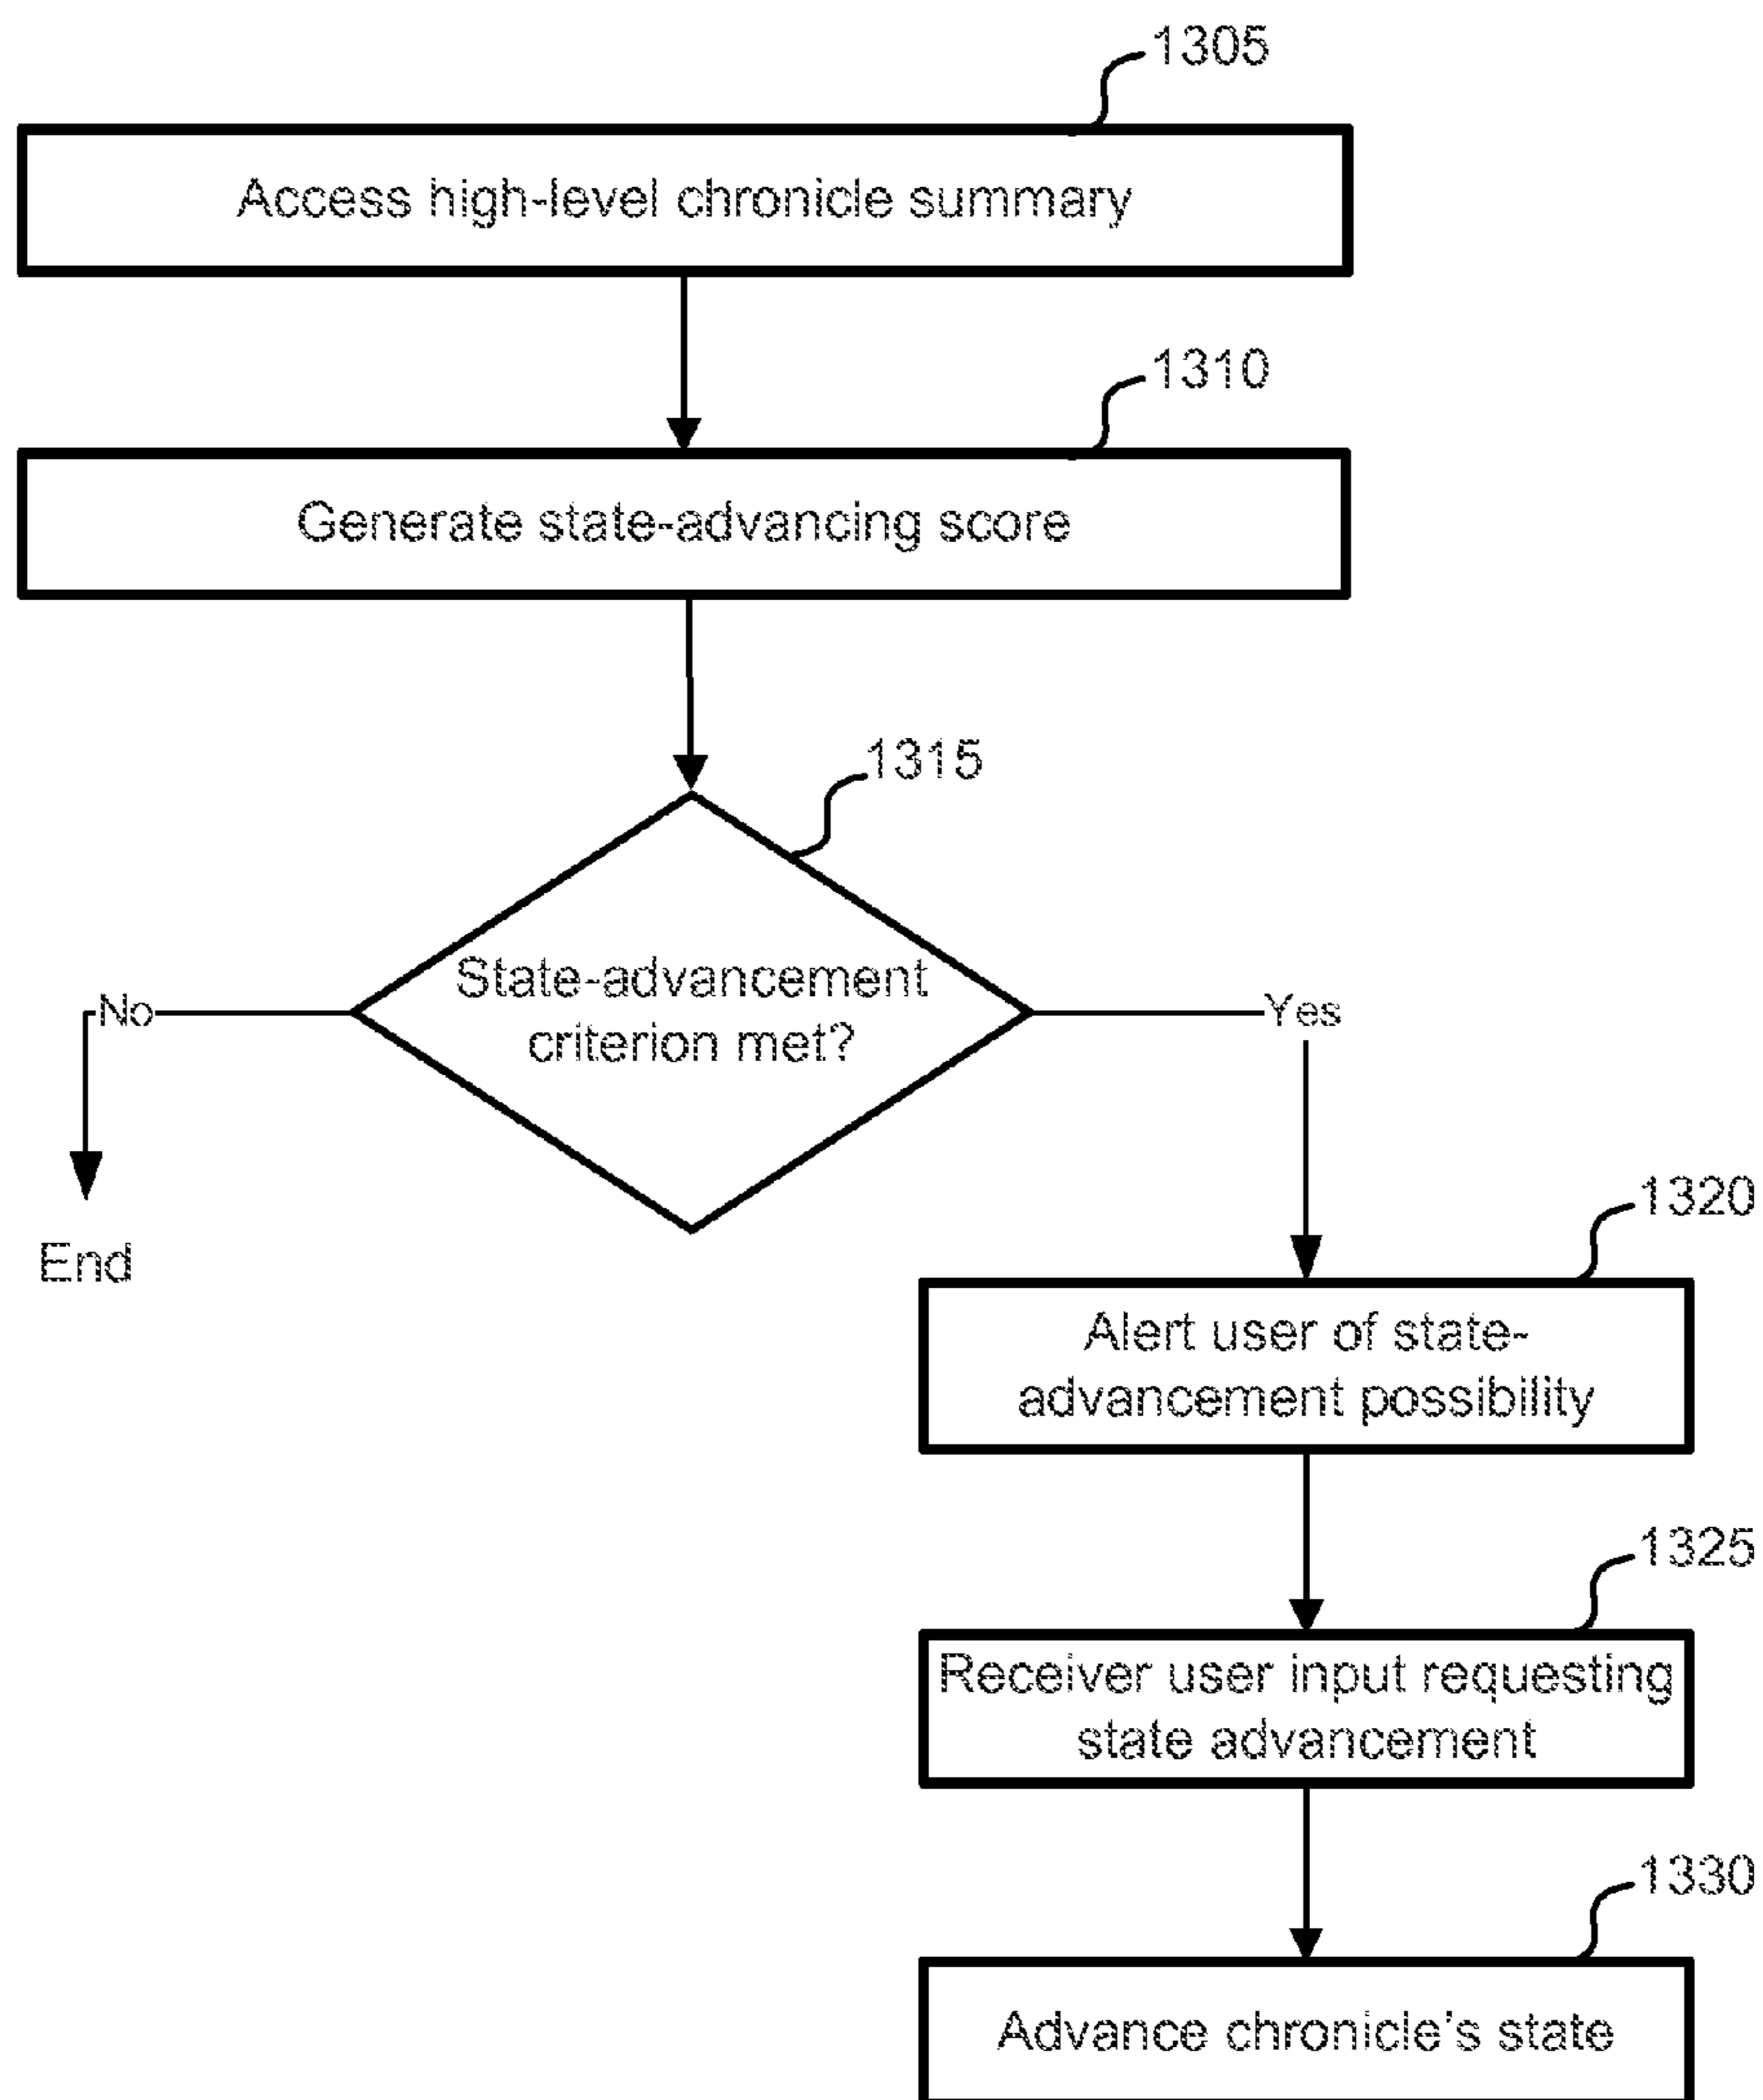 1305
Access high-level chronicle summary
1310
Generate state-advancing score
1315
State-advancement
criterion met?
No
Yes
End
1320
Alert user of state-
advancement possibility
1325
Receiver user input requesting
state advancement
1330
Advance chronicle's state